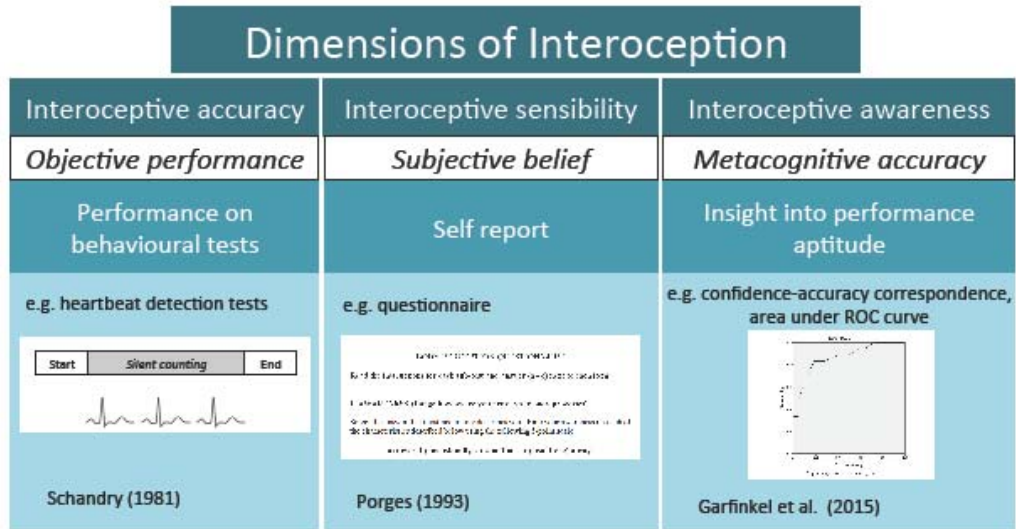 Dimensions of Interoception
Interoceptive accuracy
Objective performance
Performance on
behavioural tests
e.g. heartbeat detection tests
Start Silent counting End
Schandry (1981)
Interoceptive sensibility
Subjective belief
Self report
e.g. questionnaire
Porges (1993)
Interoceptive awareness
Metacognitive accuracy
Insight into performance
aptitude
e.g. confidence-accuracy correspondence,
area under ROC curve
Garfinkel et al. (2015)